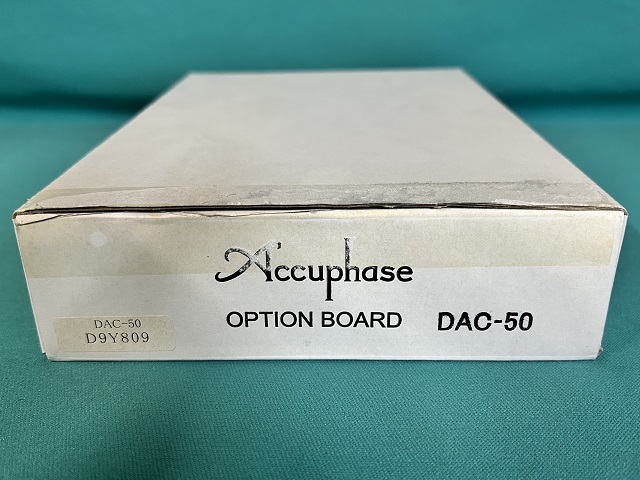 Accuphase
OPTION BOARD DAC-50
DAC-50
D9Y809